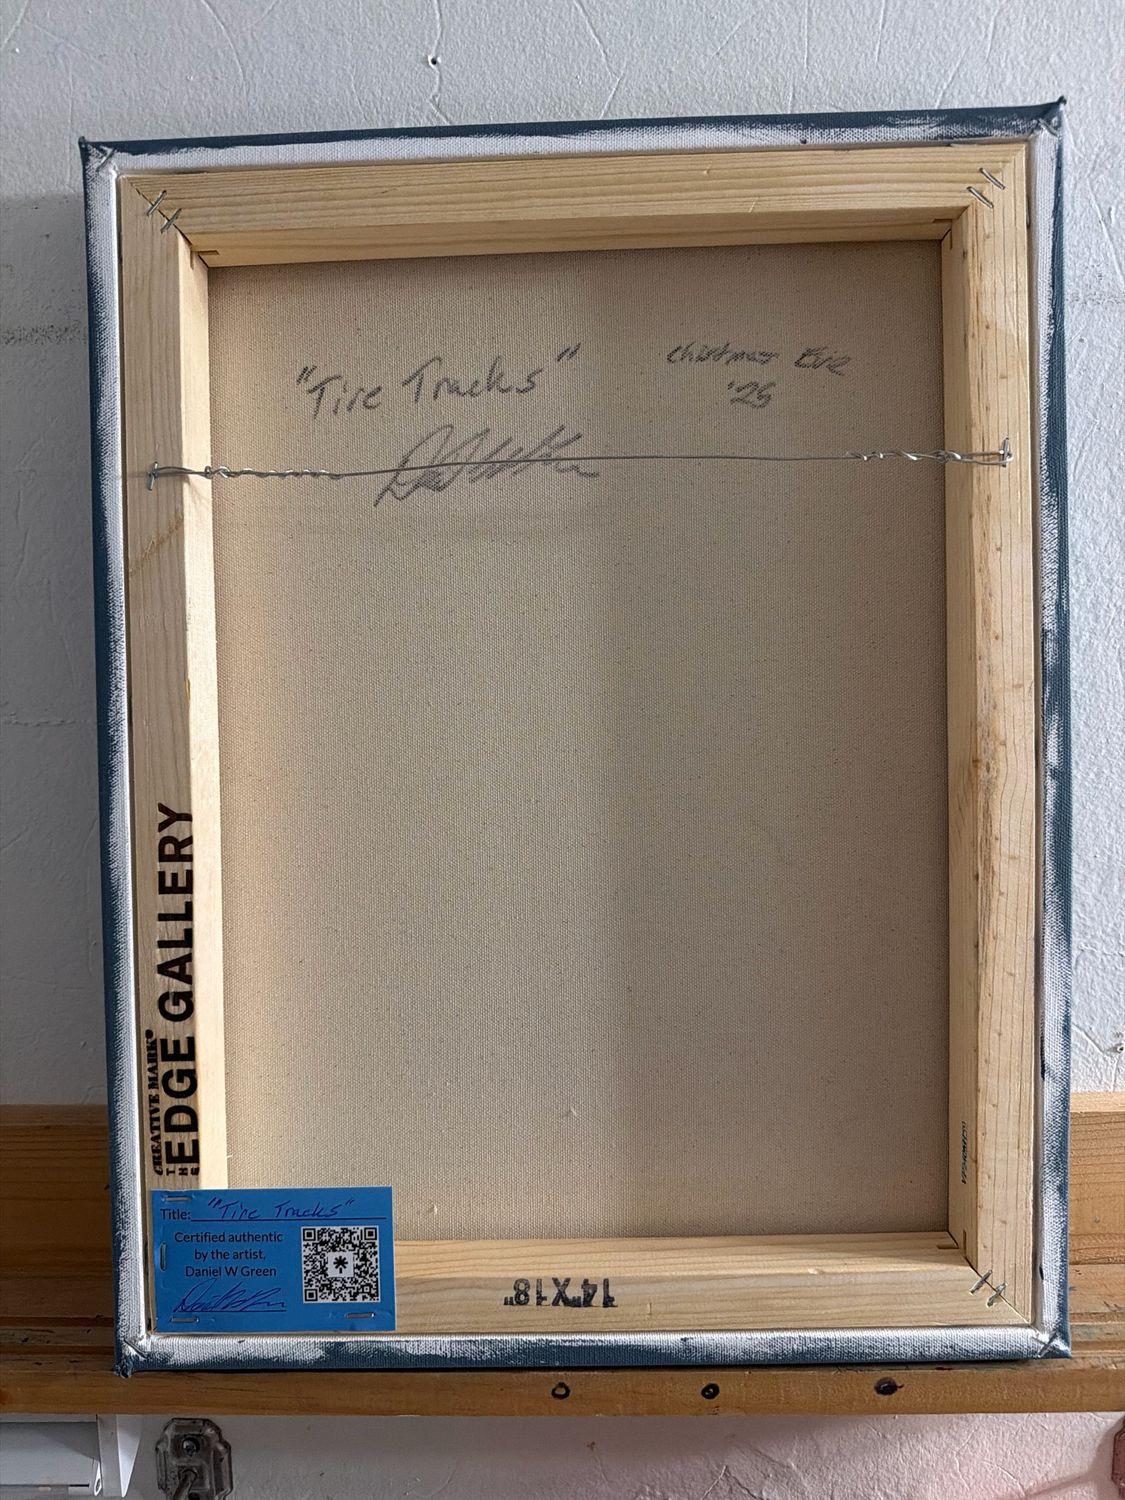 "Tire Tracks"
Christmas Eve
'25
CREATIVE MARK
THE EDGE GALLERY
Title: "Tire Tracks"
Certified authentic
by the artist,
Daniel W Green
14"X18"